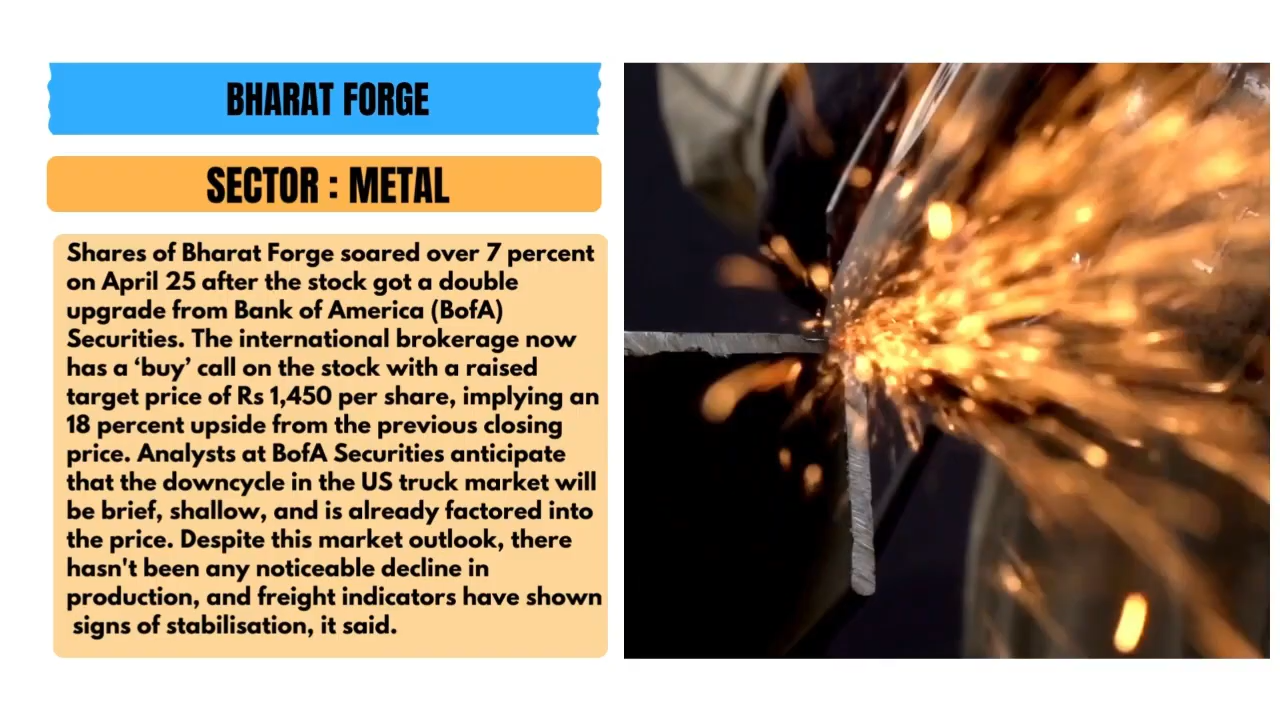 BHARAT FORGE
SECTOR : METAL
Shares of Bharat Forge soared over 7 percent
on April 25 after the stock got a double
upgrade from Bank of America (BofA)
Securities. The international brokerage now
has a ‘buy’ call on the stock with a raised
target price of Rs 1,450 per share, implying an
18 percent upside from the previous closing
price. Analysts at BofA Securities anticipate
that the downcycle in the US truck market will
be brief, shallow, and is already factored into
the price. Despite this market outlook, there
hasn't been any noticeable decline in
production, and freight indicators have shown
signs of stabilisation, it said.